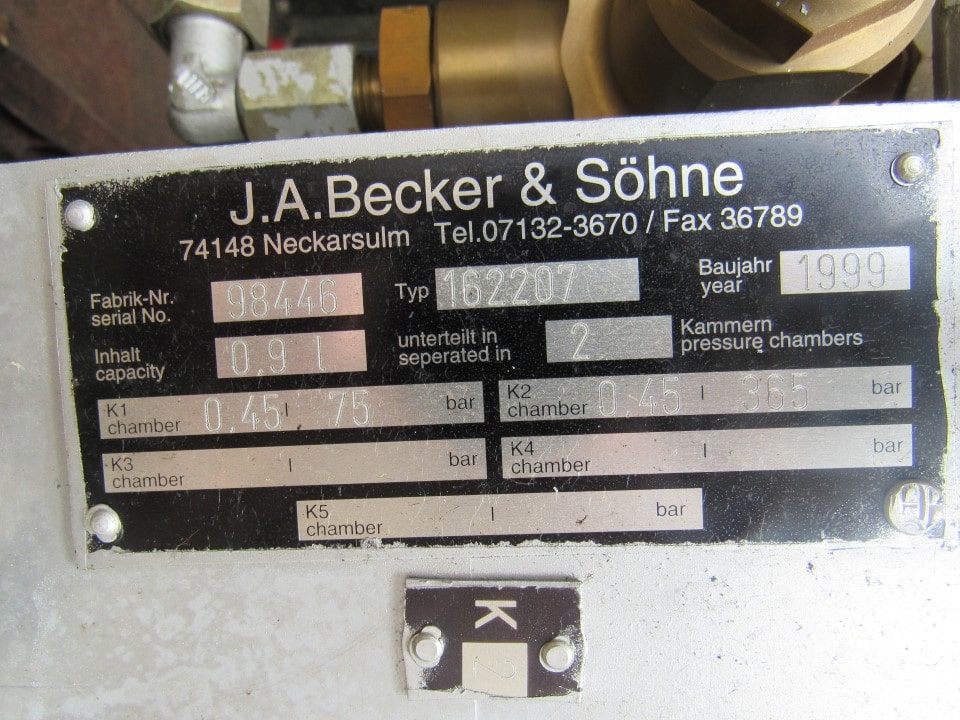 J.A.Becker & Söhne
74148 Neckarsulm Tel.07132-3670 / Fax 36789
Fabrik-Nr. serial No. 98446 Typ 162207 Baujahr year 1999
Inhalt capacity 0,9 l unterteilt in seperated in 2 Kammern pressure chambers
K1 chamber 0,45 l 75 bar K2 chamber 0,45 l 365 bar
K3 chamber l bar K4 chamber l bar
K5 chamber l bar
K
2